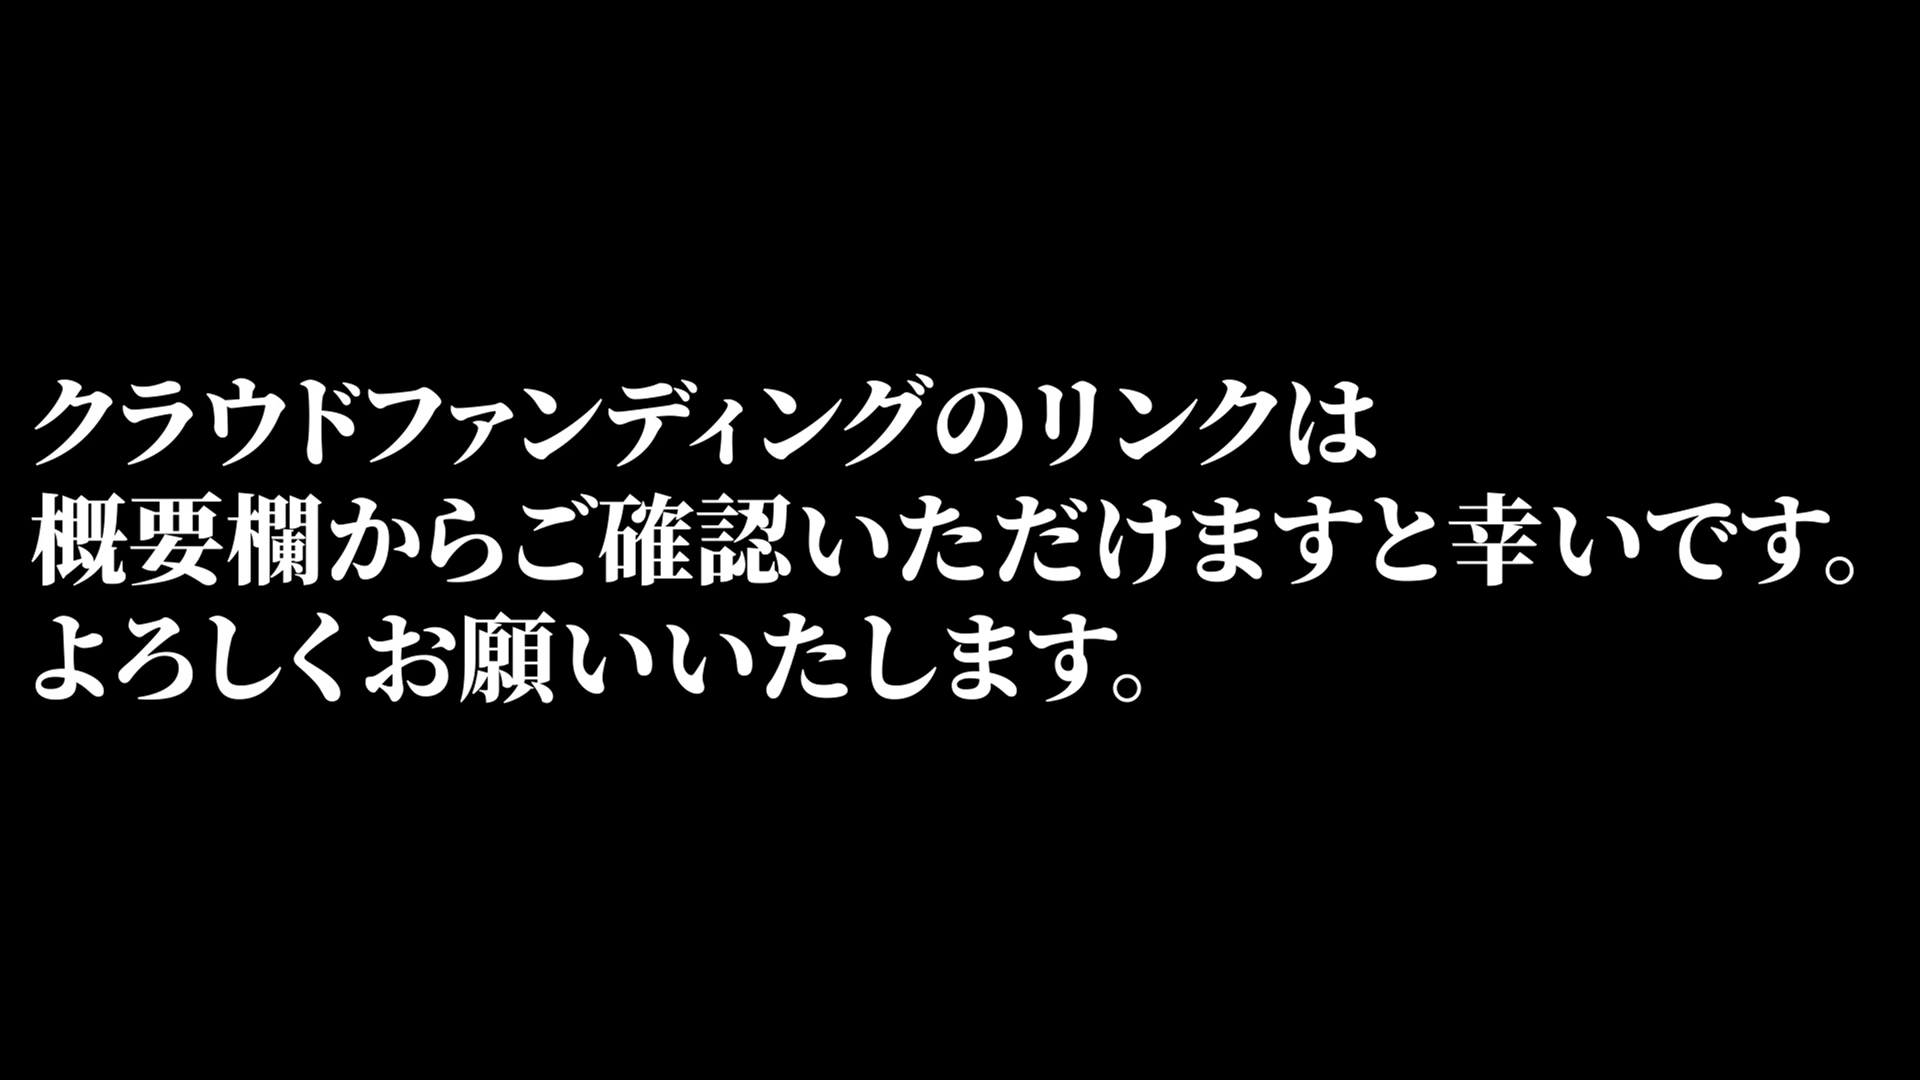 クラウドファンディングのリンクは
概要欄からご確認いただけますと幸いです。
よろしくお願いいたします。